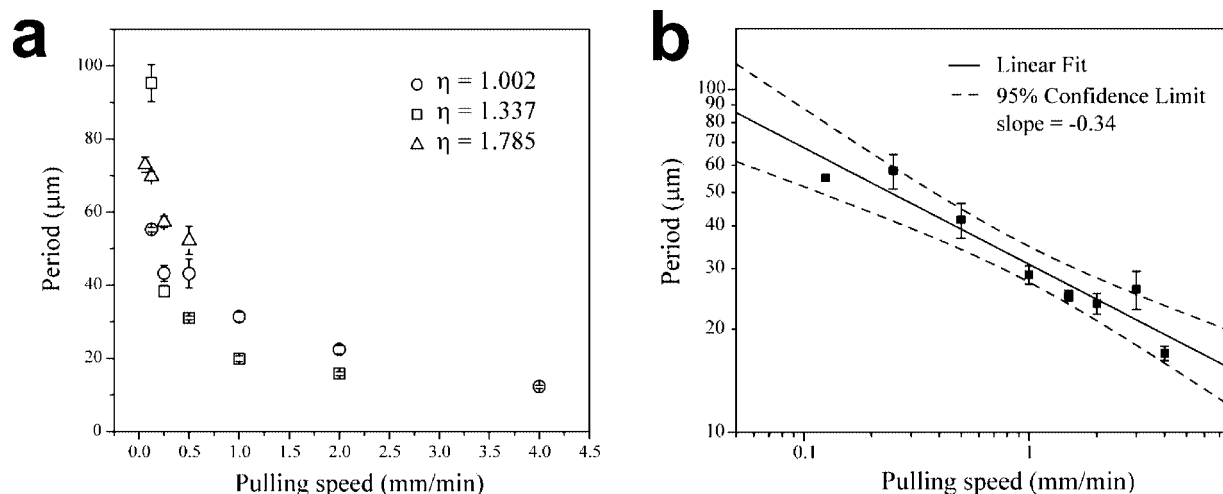 a
100
80
60
40
20
0
Period (µm)
η = 1.002
η = 1.337
η = 1.785
0.0 0.5 1.0 1.5 2.0 2.5 3.0 3.5 4.0 4.5
Pulling speed (mm/min)
b
100
90
80
70
60
50
40
30
20
10
Period (µm)
Linear Fit
95% Confidence Limit
slope = -0.34
0.1 1
Pulling speed (mm/min)